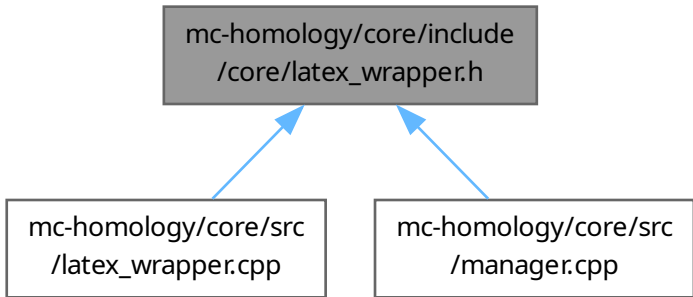 mc-homology/core/include
/core/latex_wrapper.h
mc-homology/core/src
/latex_wrapper.cpp
mc-homology/core/src
/manager.cpp